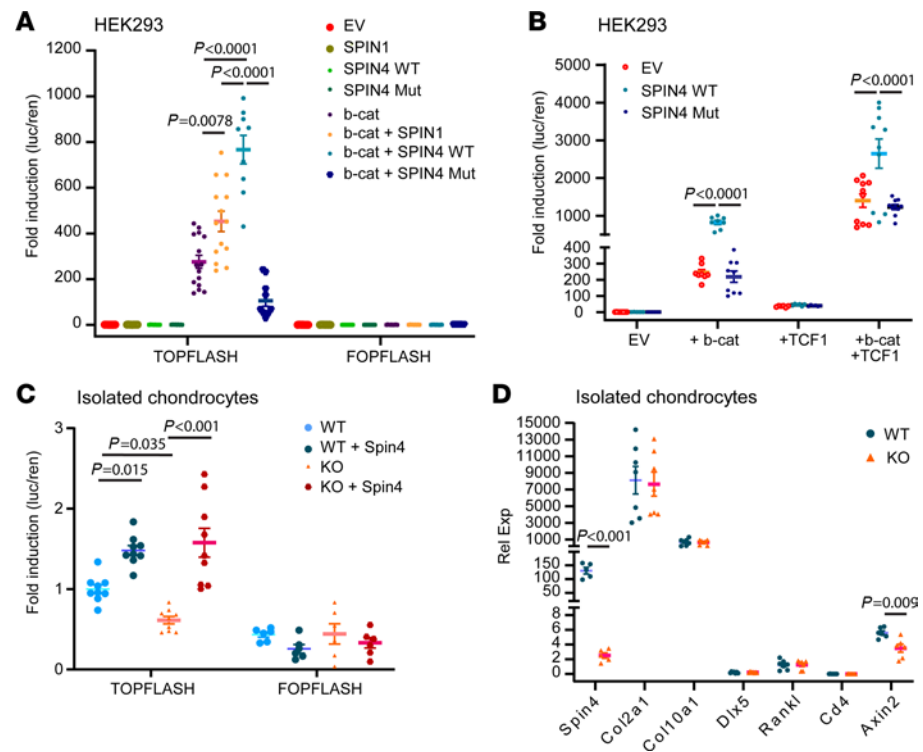 A HEK293
Fold induction (luc/ren)
1200
1000
800
600
400
200
0
P<0.0001
P<0.0001
P=0.0078
EV
SPIN1
SPIN4 WT
SPIN4 Mut
b-cat
b-cat + SPIN1
b-cat + SPIN4 WT
b-cat + SPIN4 Mut
TOPFLASH FOPFLASH
B HEK293
Fold induction (luc/ren)
5000
4000
3000
2000
1000
400
300
200
100
0
EV
SPIN4 WT
SPIN4 Mut
P<0.0001
P<0.0001
EV + b-cat +TCF1 +b-cat
+TCF1
C Isolated chondrocytes
Fold induction (luc/ren)
3
2
1
0
P<0.001
P=0.035
P=0.015
WT
WT + Spin4
KO
KO + Spin4
TOPFLASH FOPFLASH
D Isolated chondrocytes
Rel Exp
15000
13000
11000
9000
7000
5000
3000
1000
150
100
50
6
4
2
0
WT
KO
P<0.001
P=0.009
Spin4
Col2a1
Col10a1
Dlx5
Rankl
Cd4
Axin2